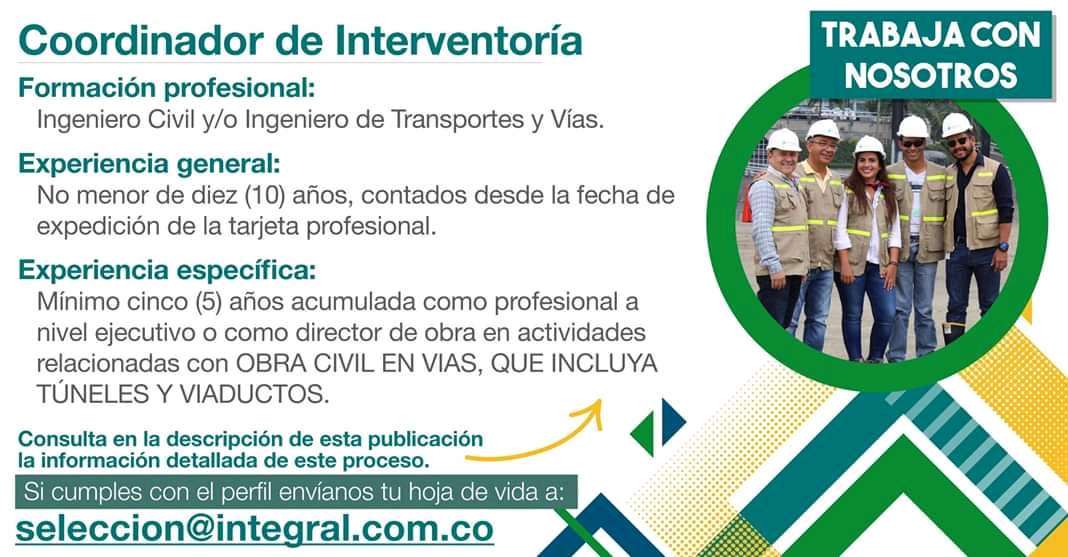 Coordinador de Interventoría
TRABAJA CON
NOSOTROS
Formación profesional:
Ingeniero Civil y/o Ingeniero de Transportes y Vías.
Experiencia general:
No menor de diez (10) años, contados desde la fecha de
expedición de la tarjeta profesional.
Experiencia específica:
Mínimo cinco (5) años acumulada como profesional a
nivel ejecutivo o como director de obra en actividades
relacionadas con OBRA CIVIL EN VIAS, QUE INCLUYA
TÚNELES Y VIADUCTOS.
Consulta en la descripción de esta publicación
la información detallada de este proceso.
Si cumples con el perfil envíanos tu hoja de vida a:
seleccion@integral.com.co